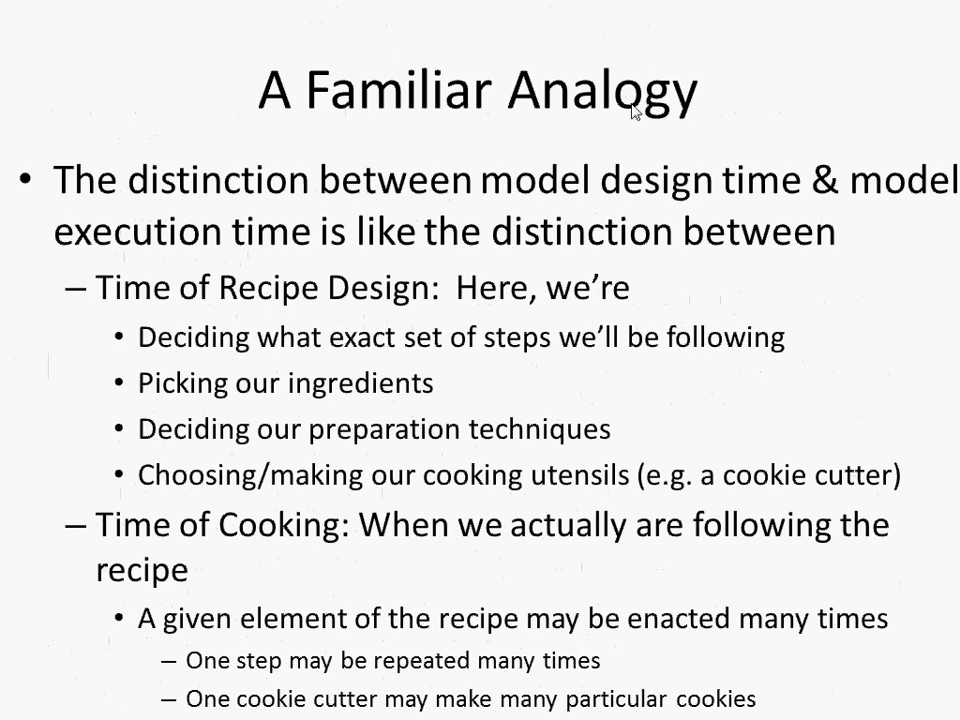 A Familiar Analogy
• The distinction between model design time & model
execution time is like the distinction between
– Time of Recipe Design: Here, we’re
• Deciding what exact set of steps we’ll be following
• Picking our ingredients
• Deciding our preparation techniques
• Choosing/making our cooking utensils (e.g. a cookie cutter)
– Time of Cooking: When we actually are following the
recipe
• A given element of the recipe may be enacted many times
– One step may be repeated many times
– One cookie cutter may make many particular cookies